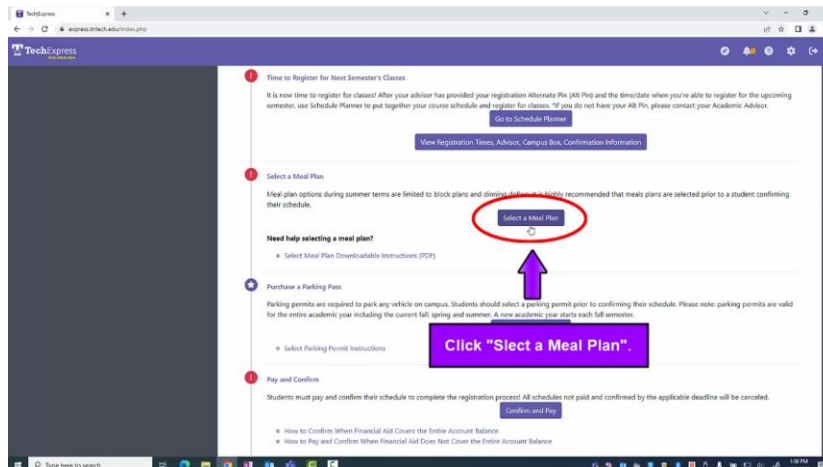 TechExpress
express.tntech.edu/index.php
TechExpress
Time to Register for Next Semester's Classes
It is now time to register for classes! After your advisor has provided your registration Alternate Pin (Alt Pin) and the time/date when you're able to register for the upcoming
semester, use Schedule Planner to put together your course schedule and register for classes. *If you do not have your Alt Pin, please contact your Academic Advisor.
Go to Schedule Planner
View Registration Times, Advisor, Campus Box, Confirmation Information
Select a Meal Plan
Meal plan options during summer terms are limited to block plans and dinning dollars. It is highly recommended that meals plans are selected prior to a student confirming
their schedule.
Select a Meal Plan
Need help selecting a meal plan?
Select Meal Plan Downloadable Instructions (PDF)
Purchase a Parking Pass
Parking permits are required to park any vehicle on campus. Students should select a parking permit prior to confirming their schedule. Please note: parking permits are valid
for the entire academic year including the current fall, spring and summer. A new academic year starts each fall semester.
Click "Slect a Meal Plan".
Select Parking Permit Instructions
Pay and Confirm
Students must pay and confirm their schedule to complete the registration process! All schedules not paid and confirmed by the applicable deadline will be canceled.
Confirm and Pay
How to Confirm When Financial Aid Covers the Entire Account Balance
How to Pay and Confirm When Financial Aid Does Not Cover the Entire Account Balance
Type here to search
1:38 PM